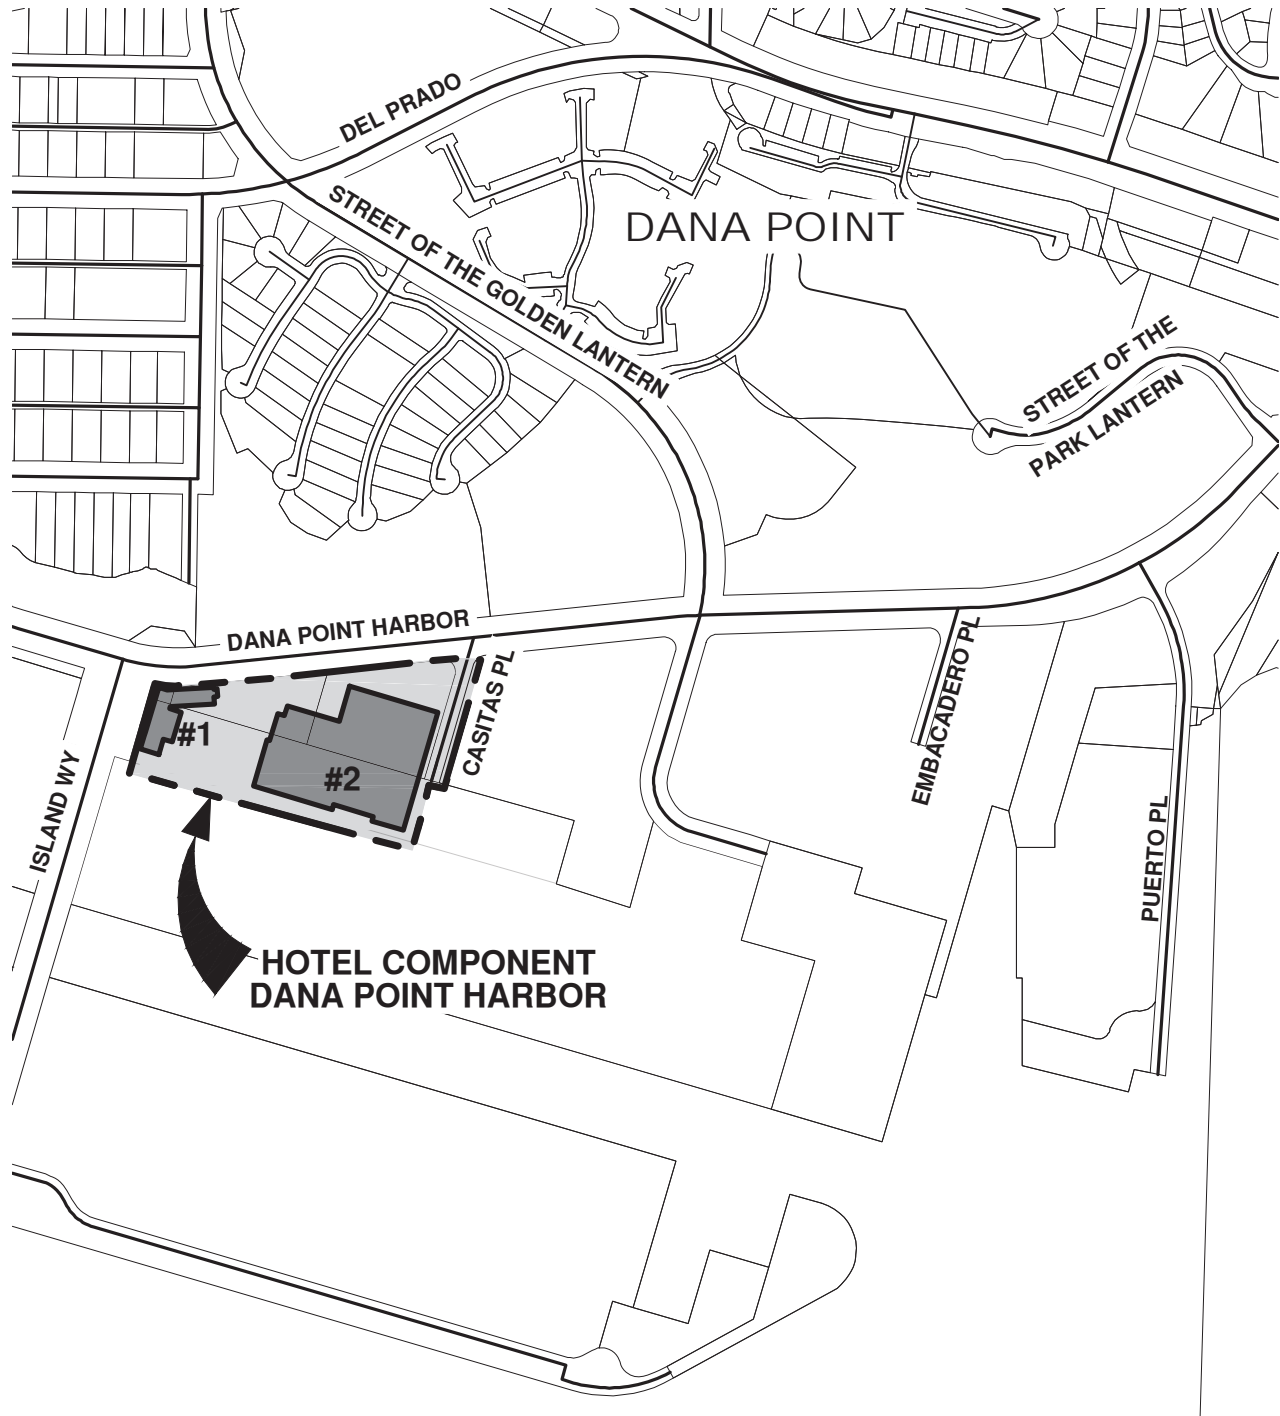 DEL PRADO
STREET OF THE GOLDEN LANTERN
DANA POINT
STREET OF THE
PARK LANTERN
DANA POINT HARBOR
CASITAS PL
EMBACADERO PL
#1
#2
ISLAND WY
PUERTO PL
HOTEL COMPONENT
DANA POINT HARBOR